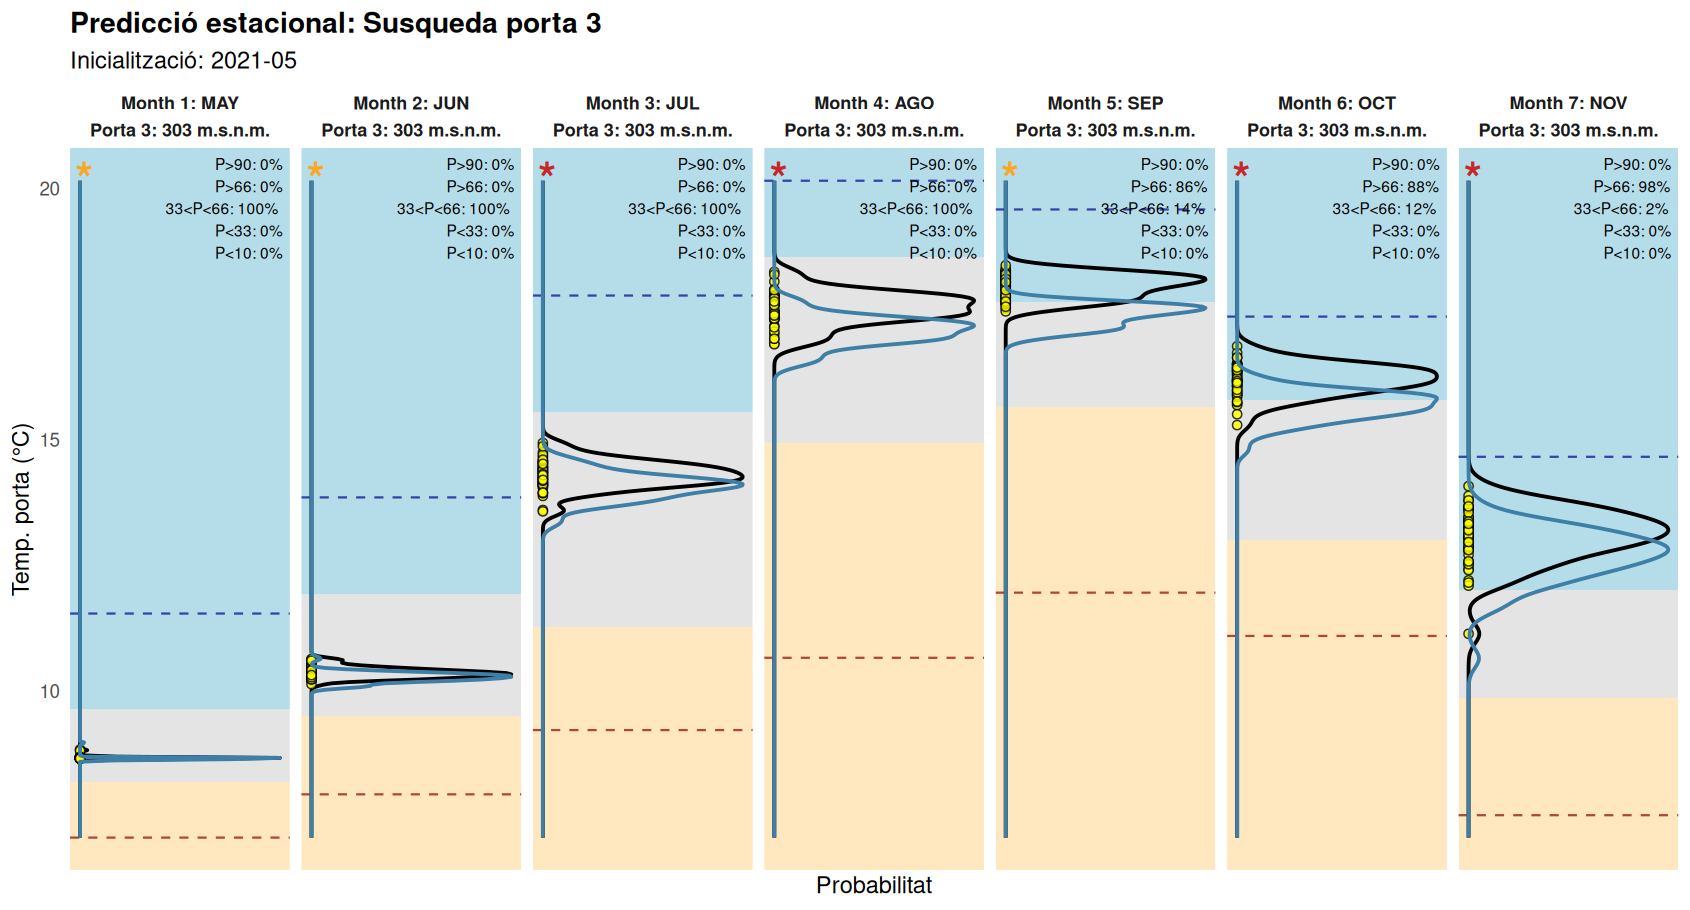 Predicció estacional: Susqueda porta 3
Inicialització: 2021-05
Month 1: MAY
Porta 3: 303 m.s.n.m.
Month 2: JUN
Porta 3: 303 m.s.n.m.
Month 3: JUL
Porta 3: 303 m.s.n.m.
Month 4: AGO
Porta 3: 303 m.s.n.m.
Month 5: SEP
Porta 3: 303 m.s.n.m.
Month 6: OCT
Porta 3: 303 m.s.n.m.
Month 7: NOV
Porta 3: 303 m.s.n.m.
*
P>90: 0%
P>66: 0%
33<P<66: 100%
P<33: 0%
P<10: 0%
*
P>90: 0%
P>66: 0%
33<P<66: 100%
P<33: 0%
P<10: 0%
*
P>90: 0%
P>66: 0%
33<P<66: 100%
P<33: 0%
P<10: 0%
*
P>90: 0%
P>66: 0%
33<P<66: 100%
P<33: 0%
P<10: 0%
*
P>90: 0%
P>66: 86%
33<P<66: 14%
P<33: 0%
P<10: 0%
*
P>90: 0%
P>66: 88%
33<P<66: 12%
P<33: 0%
P<10: 0%
*
P>90: 0%
P>66: 98%
33<P<66: 2%
P<33: 0%
P<10: 0%
20
15
10
Temp. porta (°C)
Probabilitat